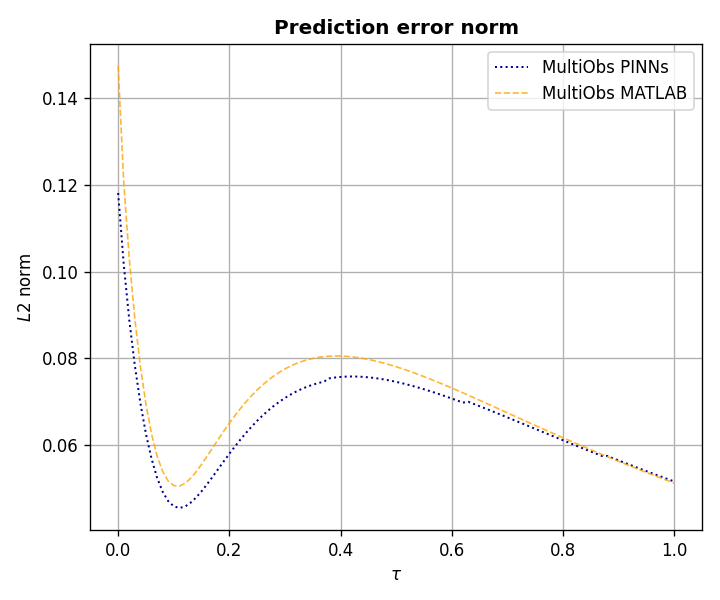 Prediction error norm
MultiObs PINNs
MultiObs MATLAB
L2 norm
0.14
0.12
0.10
0.08
0.06
0.0 0.2 0.4 0.6 0.8 1.0
τ